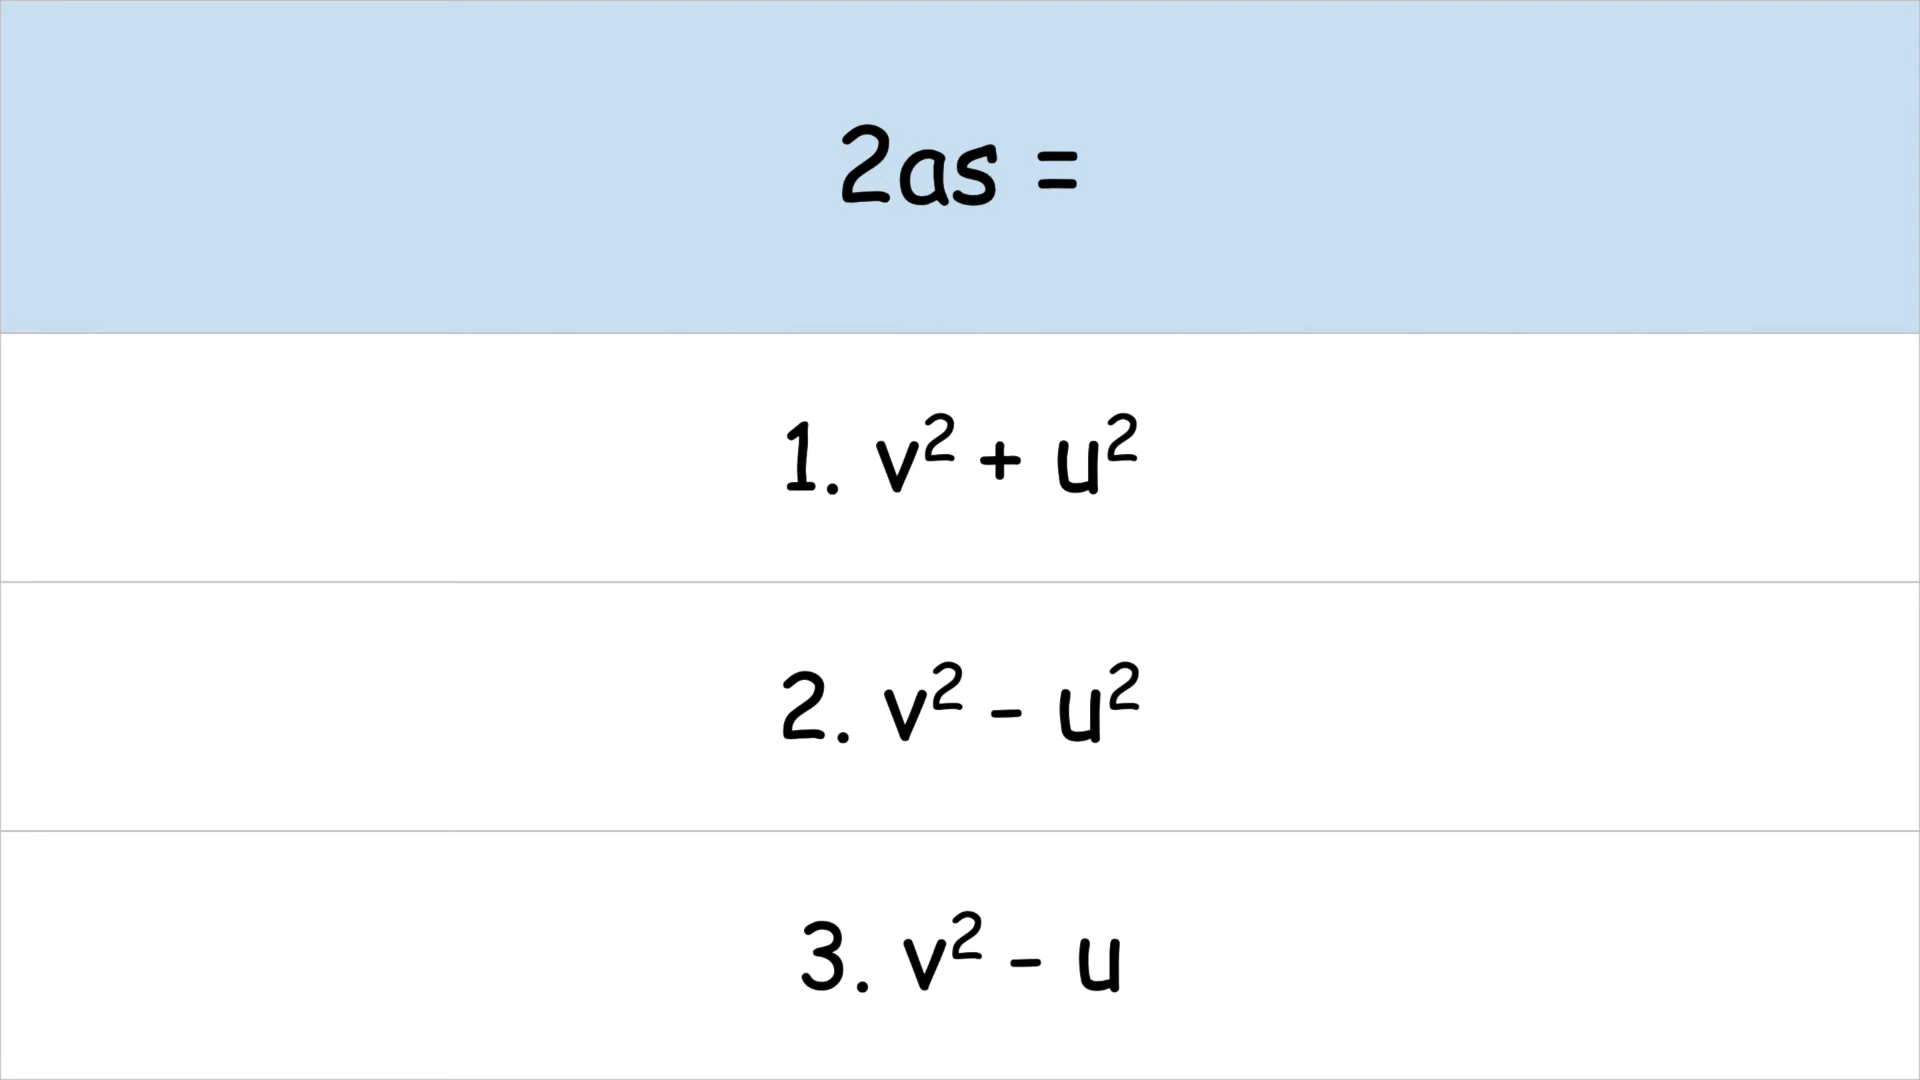 2as =
1. v² + u²
2. v² - u²
3. v² - u